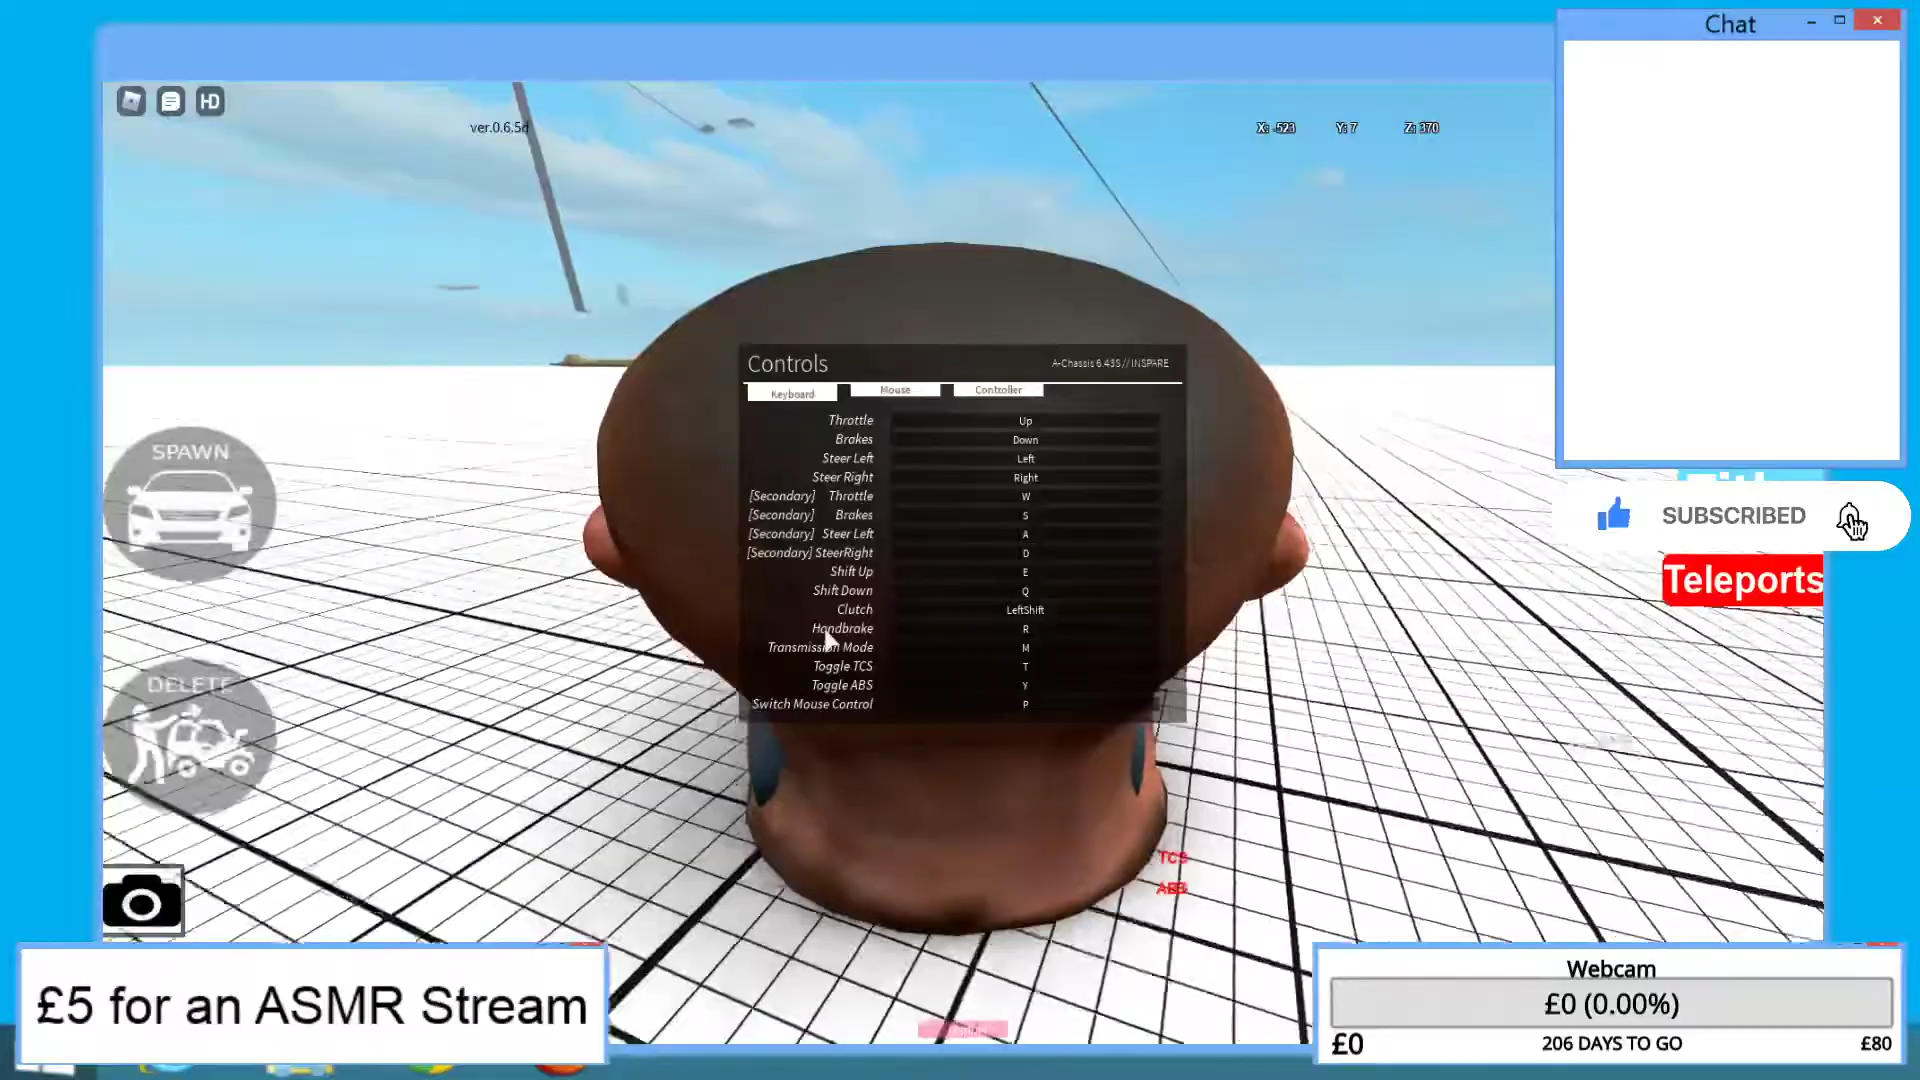 Chat
HD
ver.0.6.5d
X: -523 Y: 7 Z: 370
Controls
A-Chassis 6.43S // INSPARE
Keyboard Mouse Controller
Throttle Up
Brakes Down
Steer Left Left
Steer Right Right
[Secondary] Throttle W
[Secondary] Brakes S
[Secondary] Steer Left A
[Secondary] SteerRight D
Shift Up E
Shift Down Q
Clutch LeftShift
Handbrake R
Transmission Mode M
Toggle TCS T
Toggle ABS Y
Switch Mouse Control P
SPAWN
DELETE
SUBSCRIBED
Teleports
TCS
ABS
£5 for an ASMR Stream
Webcam
£0 (0.00%)
£0 206 DAYS TO GO £80